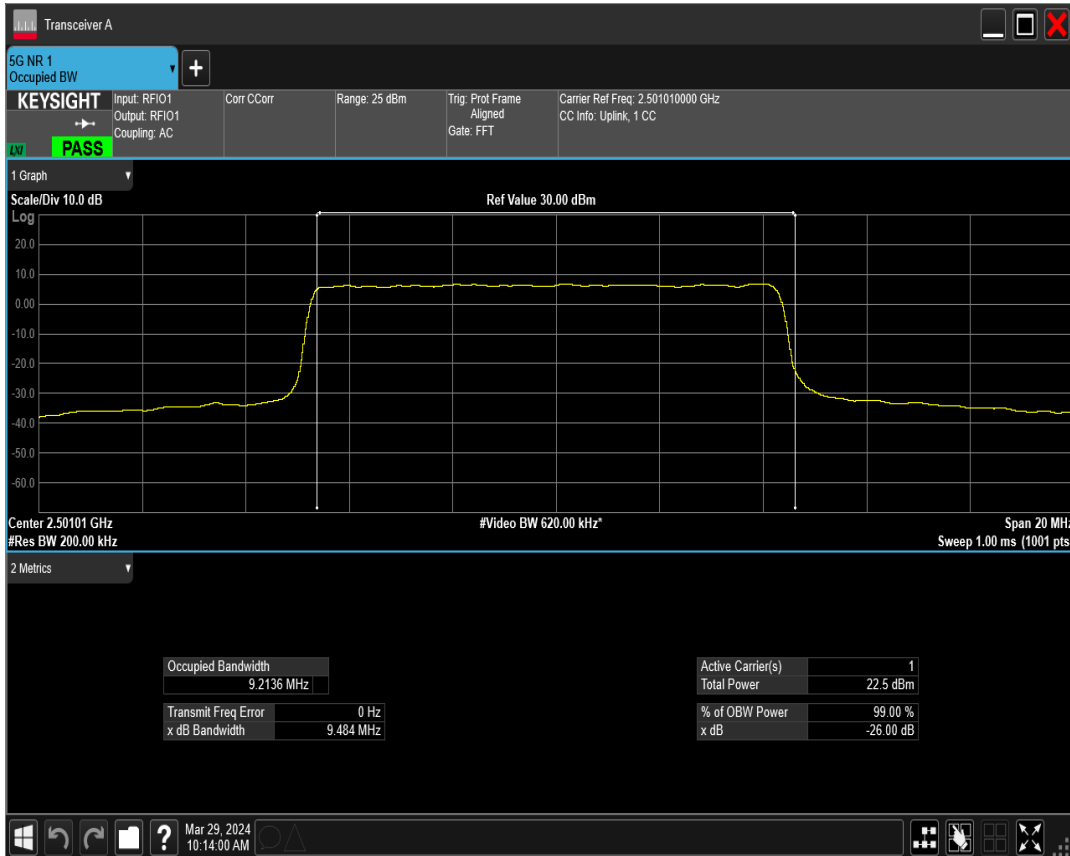 Transceiver A
5G NR 1
Occupied BW
KEYSIGHT
LXI
PASS
Input: RFIO1
Output: RFIO1
Coupling: AC
Corr CCorr
Range: 25 dBm
Trig: Prot Frame
Aligned
Gate: FFT
Carrier Ref Freq: 2.501010000 GHz
CC Info: Uplink, 1 CC
1 Graph
Scale/Div 10.0 dB
Ref Value 30.00 dBm
Log
20.0
10.0
0.00
-10.0
-20.0
-30.0
-40.0
-50.0
-60.0
Center 2.50101 GHz
#Video BW 620.00 kHz*
Span 20 MHz
#Res BW 200.00 kHz
Sweep 1.00 ms (1001 pts
2 Metrics
Occupied Bandwidth
9.2136 MHz
Transmit Freq Error 0 Hz
x dB Bandwidth 9.484 MHz
Active Carrier(s) 1
Total Power 22.5 dBm
% of OBW Power 99.00 %
x dB -26.00 dB
?
Mar 29, 2024
10:14:00 AM